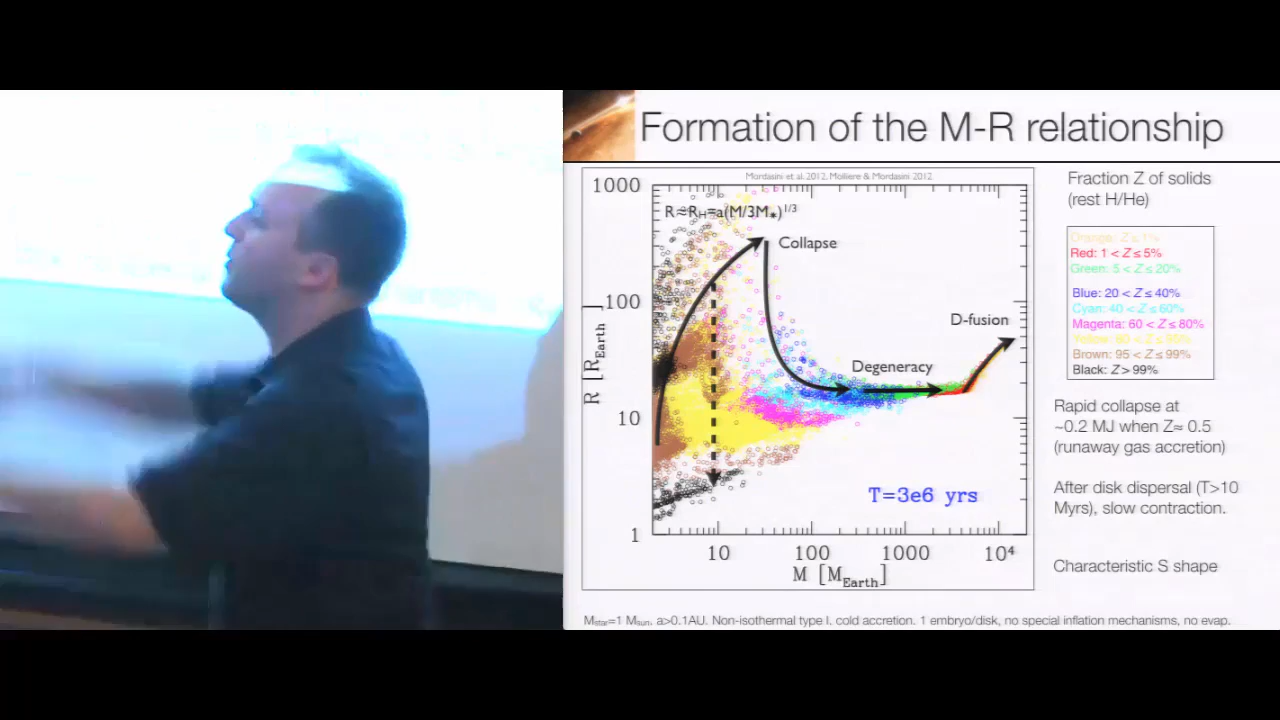 Formation of the M-R relationship
Mordasini et al. 2012, Mollière & Mordasini 2012
Fraction Z of solids
(rest H/He)
1000
R≈R_H=a(M/3M*)^1/3
Collapse
Orange: Z ≤ 1%
Red: 1 < Z ≤ 5%
Green: 5 < Z ≤ 20%
Blue: 20 < Z ≤ 40%
Cyan: 40 < Z ≤ 60%
Magenta: 60 < Z ≤ 80%
Brown: 95 < Z ≤ 99%
Black: Z > 99%
100
D-fusion
R [R_Earth]
Degeneracy
Rapid collapse at
~0.2 MJ when Z≈ 0.5
(runaway gas accretion)
10
After disk dispersal (T>10
Myrs), slow contraction.
T=3e6 yrs
1
10 100 1000 10^4
M [M_Earth]
Characteristic S shape
M_star=1 M_sun, a>0.1AU. Non-isothermal type I, cold accretion. 1 embryo/disk, no special inflation mechanisms, no evap.